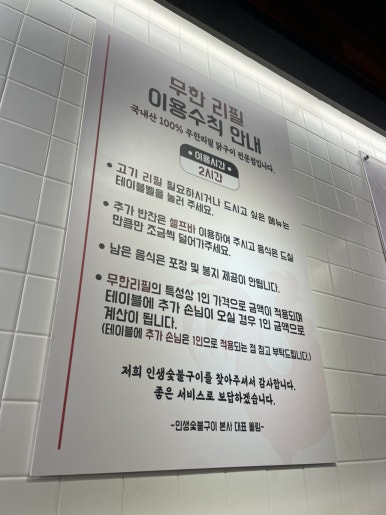 무한 리필
이용수칙 안내
국내산 100% 무한리필 닭구이 전문점입니다.
• 이용시간 •
2시간
• 고기 리필 필요하시거나 드시고 싶은 메뉴는
테이블벨을 눌러 주세요.
• 추가 반찬은 셀프바 이용하여 주시고 음식은 드실
만큼만 조금씩 덜어가주세요.
• 남은 음식은 포장 및 봉지 제공이 안됩니다.
• 무한리필의 특성상 1인 가격으로 금액이 적용되며
테이블에 추가 손님이 오실 경우 1인 금액으로
계산이 됩니다.
(테이블에 추가 손님은 1인으로 적용되는 점 참고 부탁드립니다.)
저희 인생숯불구이를 찾아주셔서 감사합니다.
좋은 서비스로 보답하겠습니다.
-인생숯불구이 본사 대표 올림-